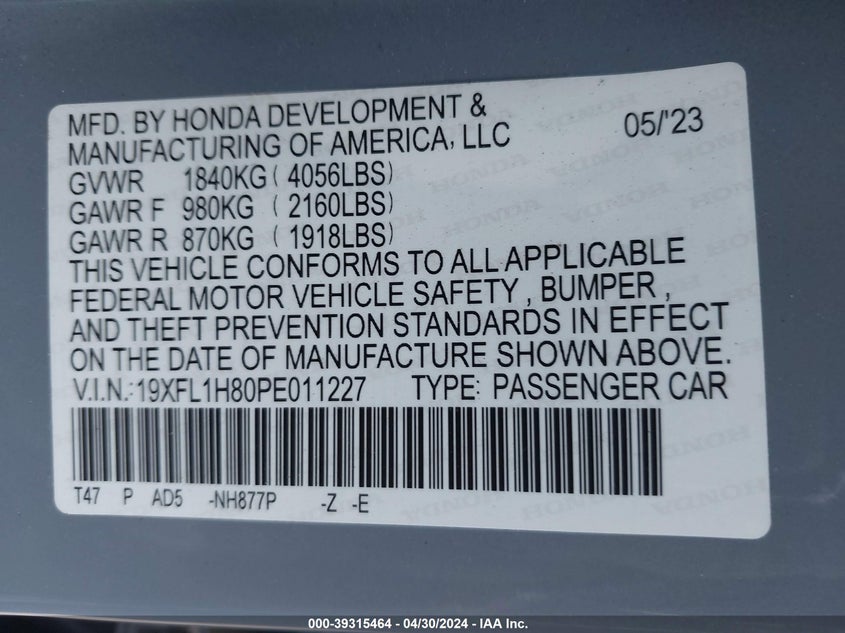 MFD. BY HONDA DEVELOPMENT &
MANUFACTURING OF AMERICA, LLC 05/'23
GVWR 1840KG ( 4056LBS)
GAWR F 980KG ( 2160LBS)
GAWR R 870KG ( 1918LBS)
THIS VEHICLE CONFORMS TO ALL APPLICABLE
FEDERAL MOTOR VEHICLE SAFETY , BUMPER ,
AND THEFT PREVENTION STANDARDS IN EFFECT
ON THE DATE OF MANUFACTURE SHOWN ABOVE.
V.I.N.:19XFL1H80PE011227 TYPE: PASSENGER CAR
T47 P AD5 -NH877P -Z -E
000-39315464 - 04/30/2024 - IAA Inc.